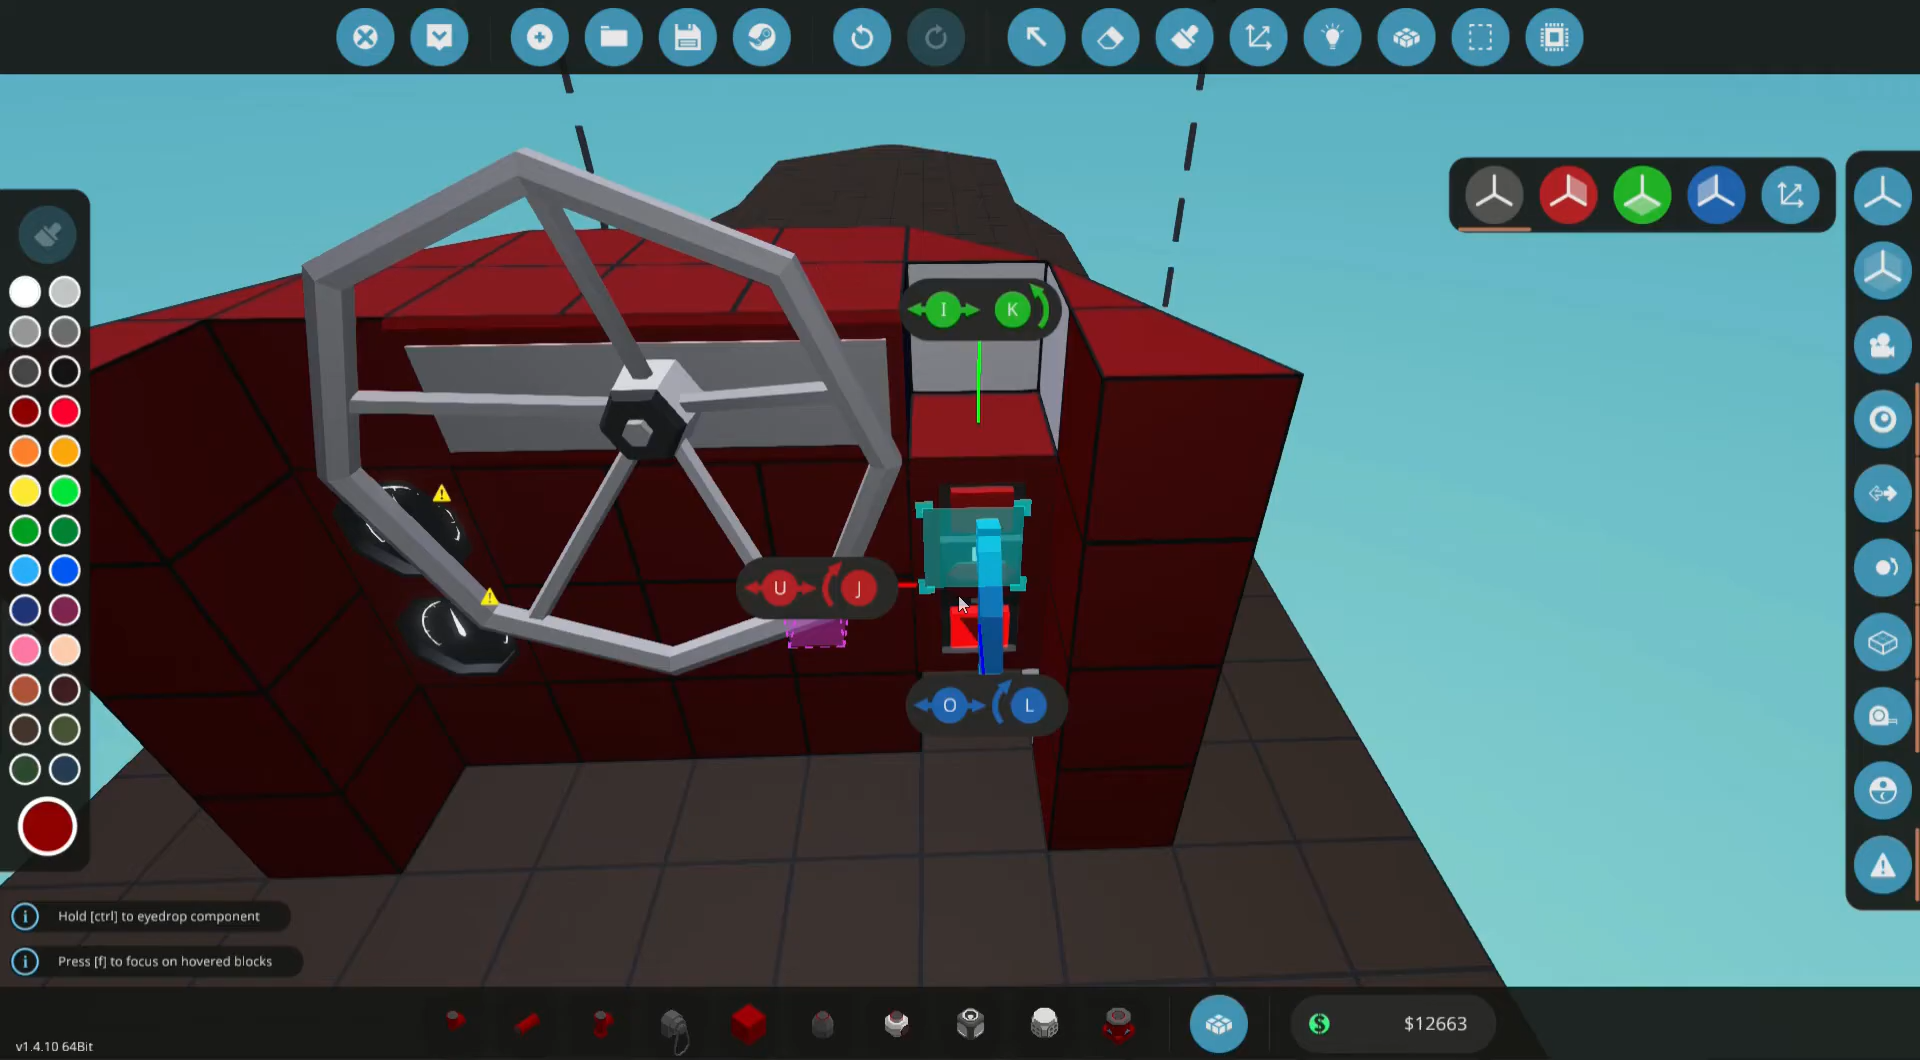 I K
U J
O L
Hold [ctrl] to eyedrop component
Press [f] to focus on hovered blocks
$ $12663
v1.4.10 64Bit